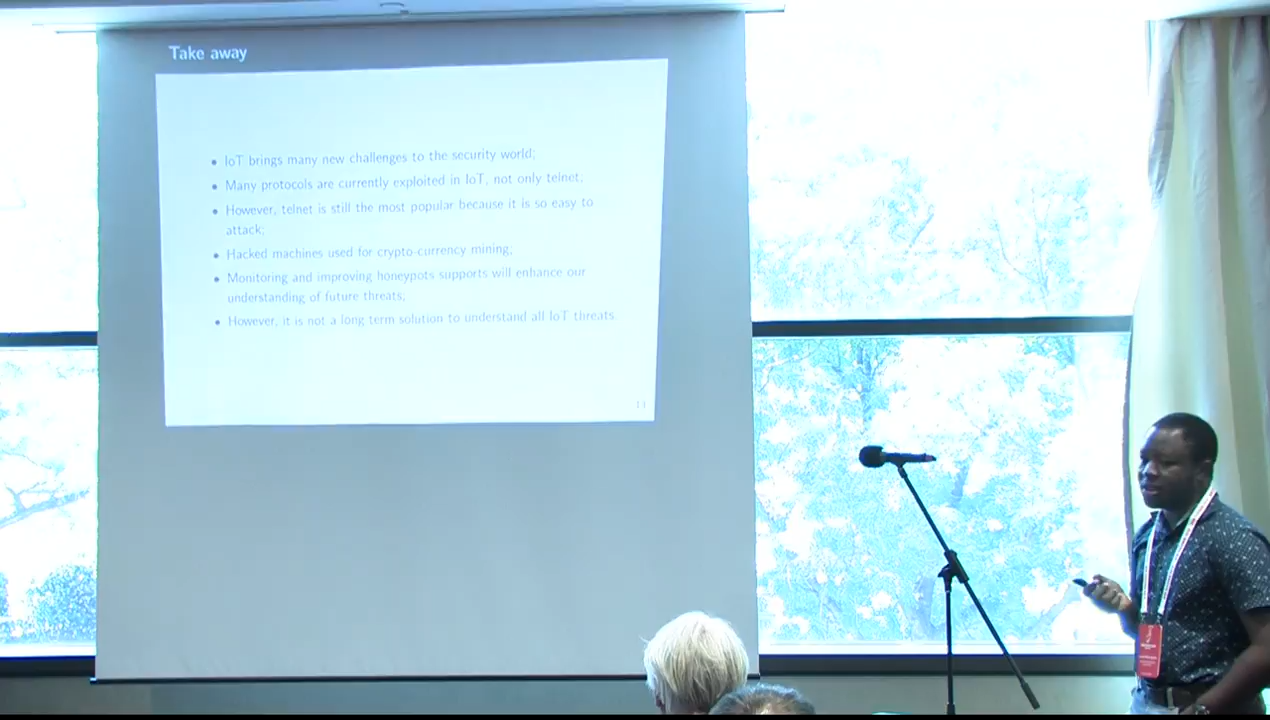 Take away
• IoT brings many new challenges to the security world;
• Many protocols are currently exploited in IoT, not only telnet;
• However, telnet is still the most popular because it is so easy to
attack;
• Hacked machines used for crypto-currency mining;
• Monitoring and improving honeypots supports will enhance our
understanding of future threats;
• However, it is not a long term solution to understand all IoT threats.